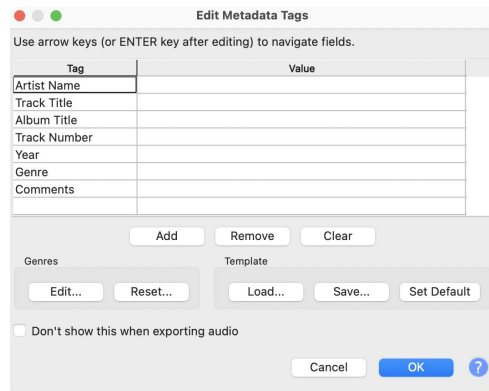 Edit Metadata Tags
Use arrow keys (or ENTER key after editing) to navigate fields.
Tag Value
Artist Name
Track Title
Album Title
Track Number
Year
Genre
Comments
Add Remove Clear
Genres Template
Edit... Reset... Load... Save... Set Default
Don't show this when exporting audio
Cancel OK ?